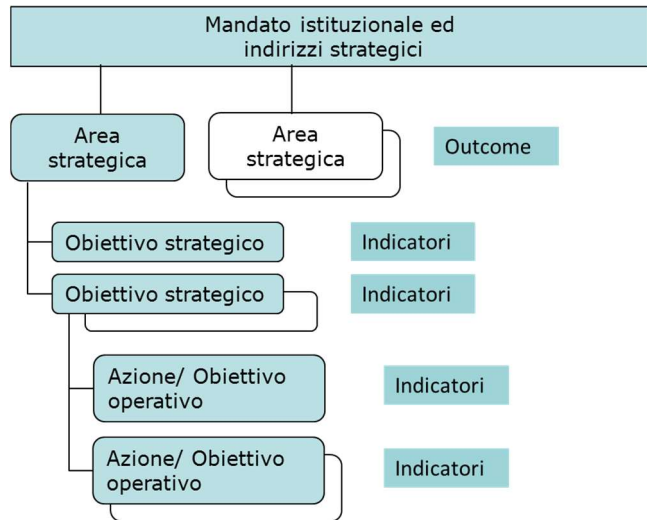 Mandato istituzionale ed
indirizzi strategici
Area
strategica
Area
strategica
Outcome
Obiettivo strategico
Indicatori
Obiettivo strategico
Indicatori
Azione/ Obiettivo
operativo
Indicatori
Azione/ Obiettivo
operativo
Indicatori